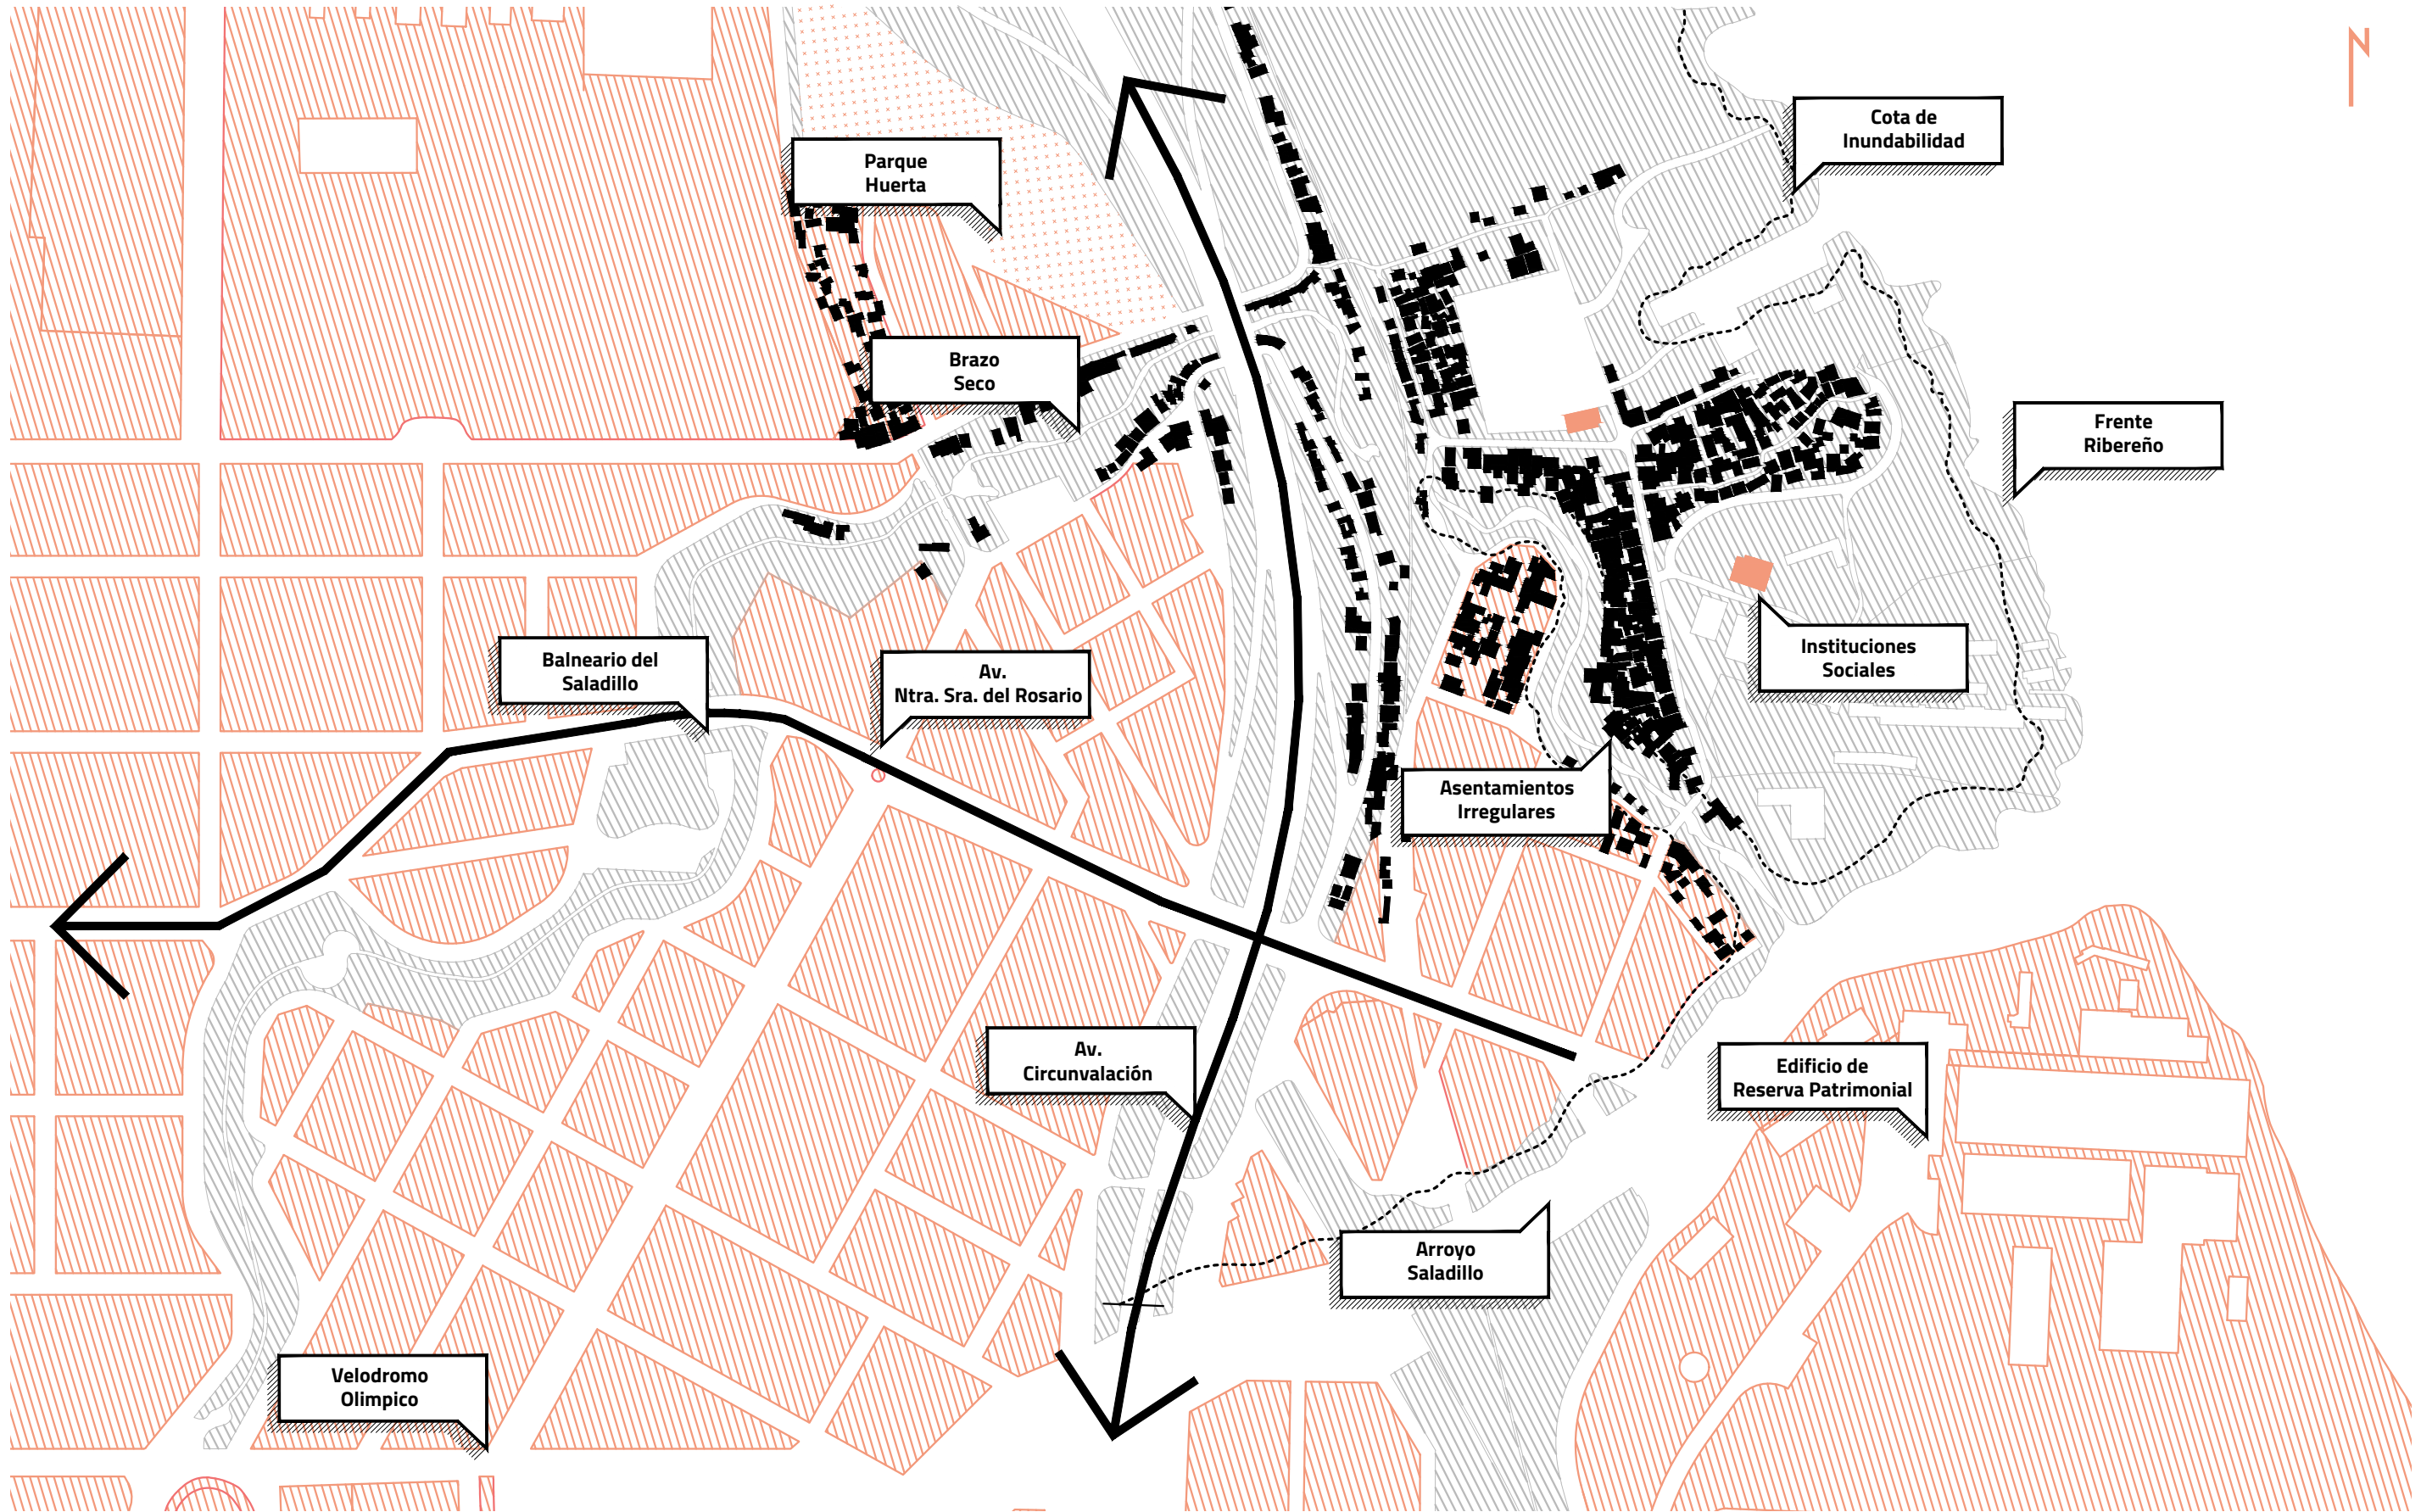 Cota de
Inundabilidad
Parque
Huerta
Brazo
Seco
Frente
Ribereño
Balneario del
Saladillo
Av.
Ntra. Sra. del Rosario
Instituciones
Sociales
Asentamientos
Irregulares
Av.
Circunvalación
Edificio de
Reserva Patrimonial
Arroyo
Saladillo
Velodromo
Olimpico